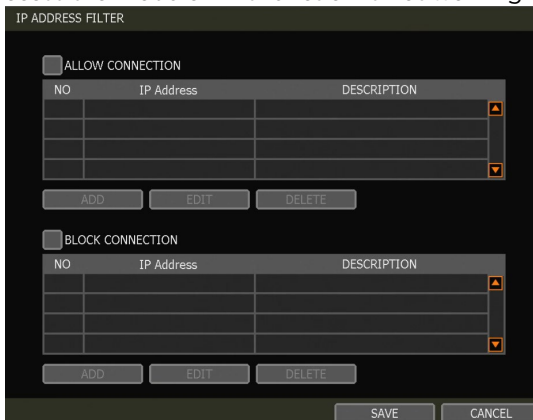 IP ADDRESS FILTER
ALLOW CONNECTION
NO IP Address DESCRIPTION
ADD EDIT DELETE
BLOCK CONNECTION
NO IP Address DESCRIPTION
ADD EDIT DELETE
SAVE CANCEL